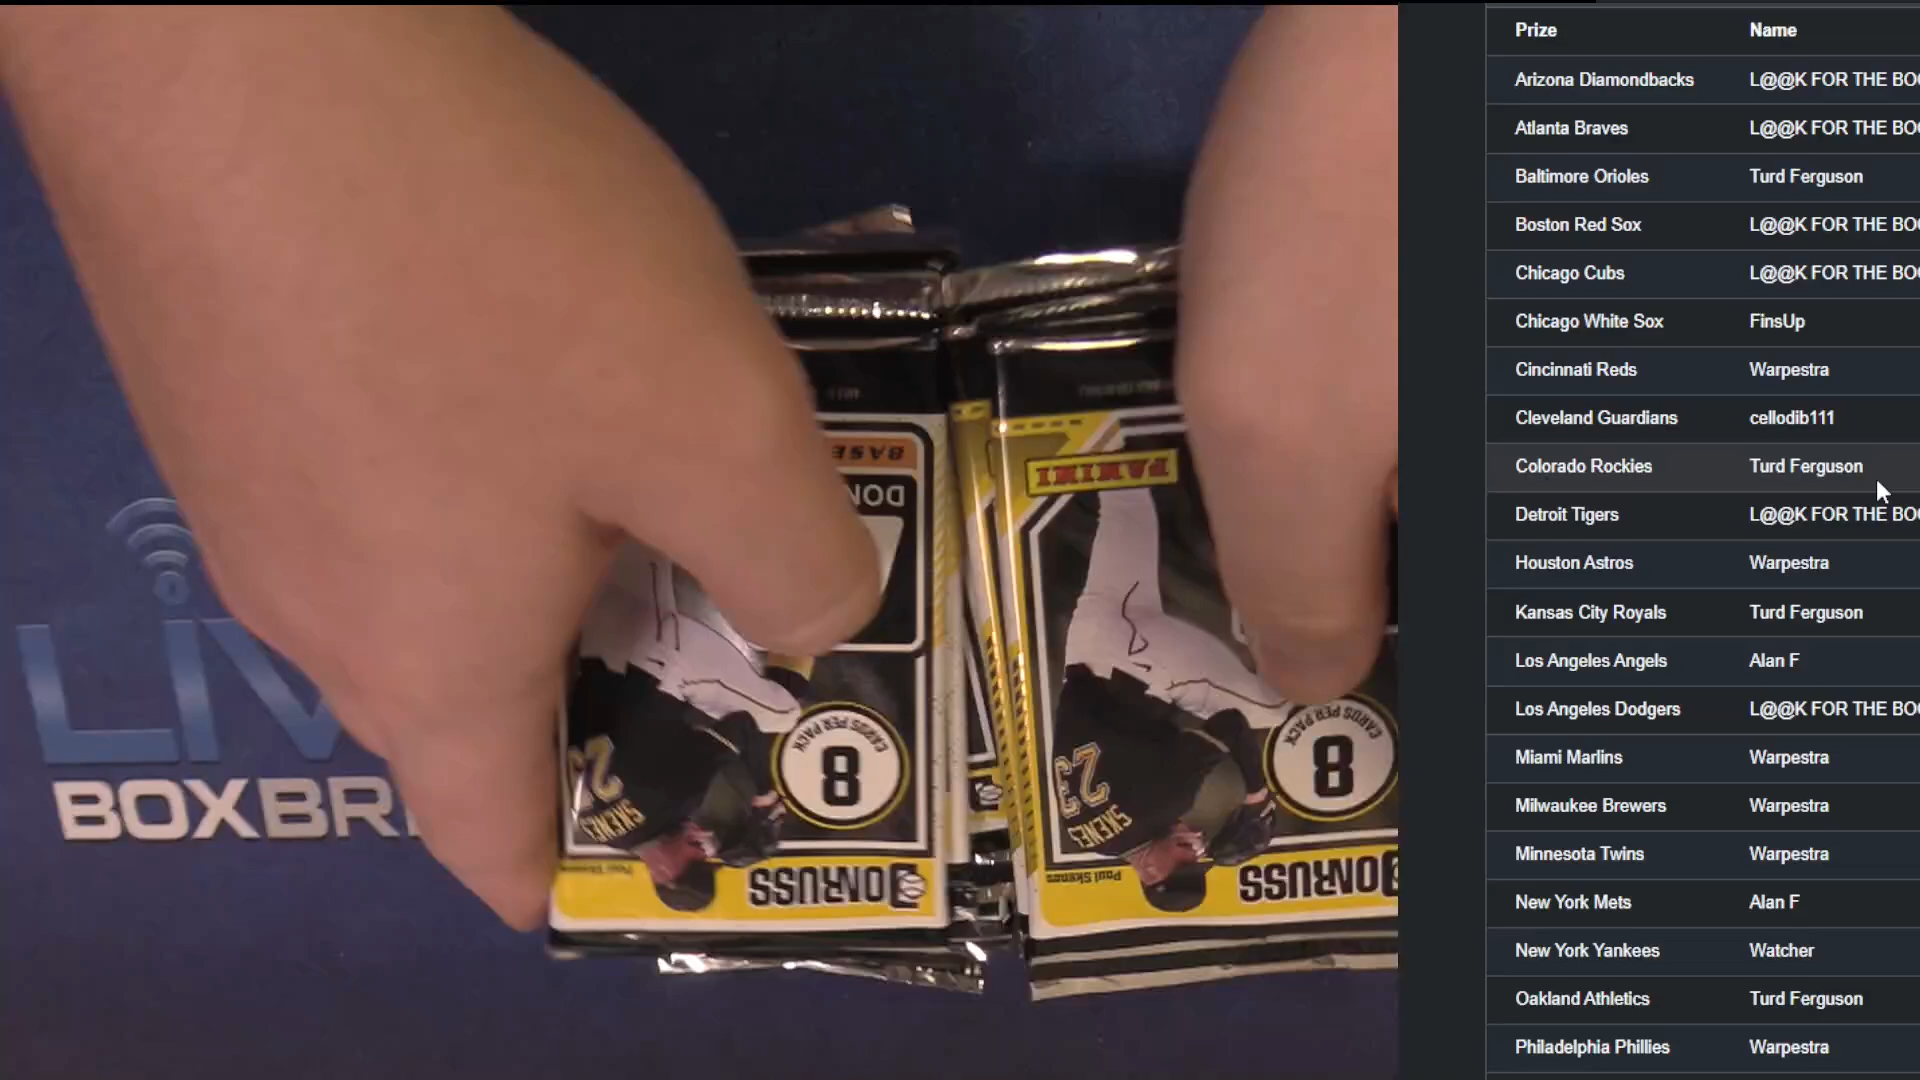 Prize Name
Arizona Diamondbacks L@@K FOR THE BO
Atlanta Braves L@@K FOR THE BO
Baltimore Orioles Turd Ferguson
Boston Red Sox L@@K FOR THE BO
Chicago Cubs L@@K FOR THE BO
Chicago White Sox FinsUp
Cincinnati Reds Warpestra
Cleveland Guardians cellodib111
Colorado Rockies Turd Ferguson
Detroit Tigers L@@K FOR THE BO
Houston Astros Warpestra
Kansas City Royals Turd Ferguson
Los Angeles Angels Alan F
Los Angeles Dodgers L@@K FOR THE BO
Miami Marlins Warpestra
Milwaukee Brewers Warpestra
Minnesota Twins Warpestra
New York Mets Alan F
New York Yankees Watcher
Oakland Athletics Turd Ferguson
Philadelphia Phillies Warpestra
LIV
BOXBR
BASE
DON
8
CARDS PER PACK
23
SKENES
DONRUSS
PANINI
8
CARDS PER PACK
23
SKENES
Paul Skenes
DONRUSS